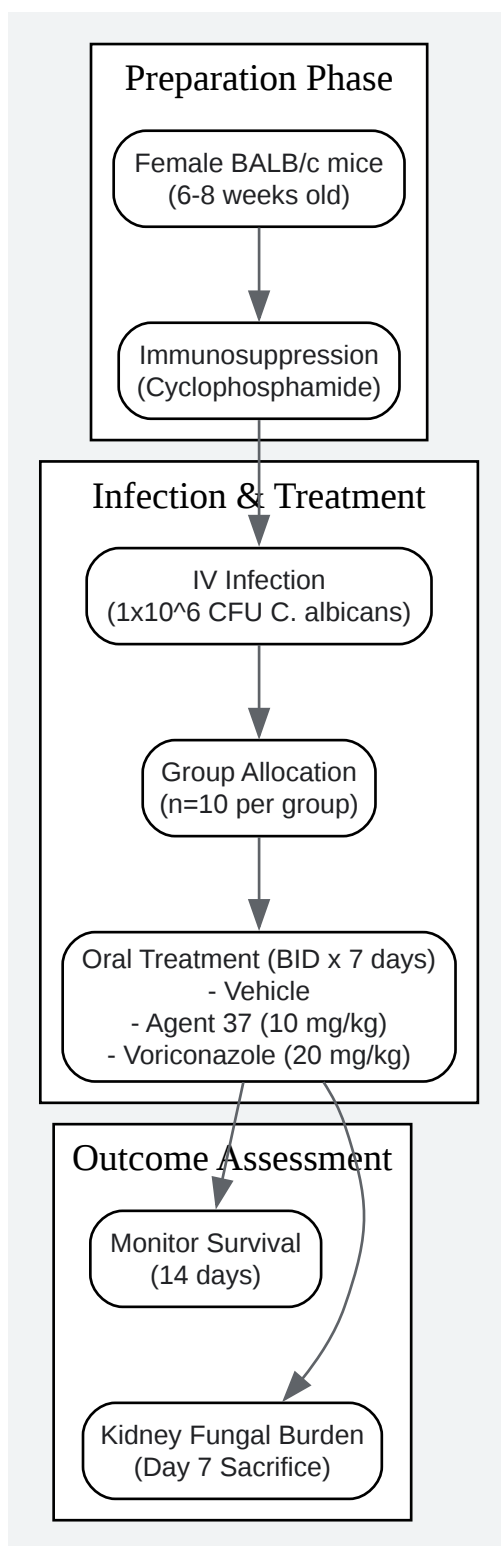 Preparation Phase
Female BALB/c mice
(6-8 weeks old)
Immunosuppression
(Cyclophosphamide)
Infection & Treatment
IV Infection
(1x10^6 CFU C. albicans)
Group Allocation
(n=10 per group)
Oral Treatment (BID x 7 days)
- Vehicle
- Agent 37 (10 mg/kg)
- Voriconazole (20 mg/kg)
Outcome Assessment
Monitor Survival
(14 days)
Kidney Fungal Burden
(Day 7 Sacrifice)